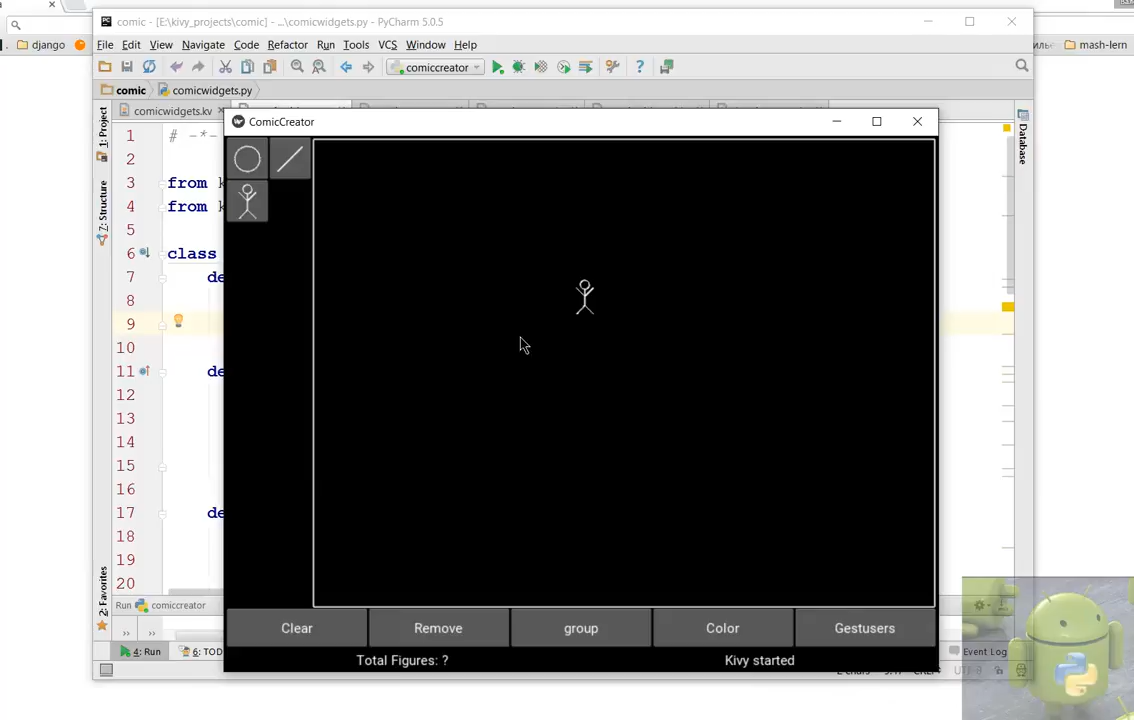 django
илье
mash-lern
PC comic - [E:\kivy_projects\comic] - ...\comicwidgets.py - PyCharm 5.0.5
File Edit View Navigate Code Refactor Run Tools VCS Window Help
comiccreator
comic comicwidgets.py
comicwidgets.kv
1: Project
7: Structure
2: Favorites
Database
ComicCreator
1 # -*-
2
3 from k
4 from k
5
6 class
7 de
8
9
10
11 de
12
13
14
15
16
17 de
18
19
20
Clear Remove group Color Gestusers
Total Figures: ? Kivy started
Run comiccreator
4: Run 6: TOD Event Log